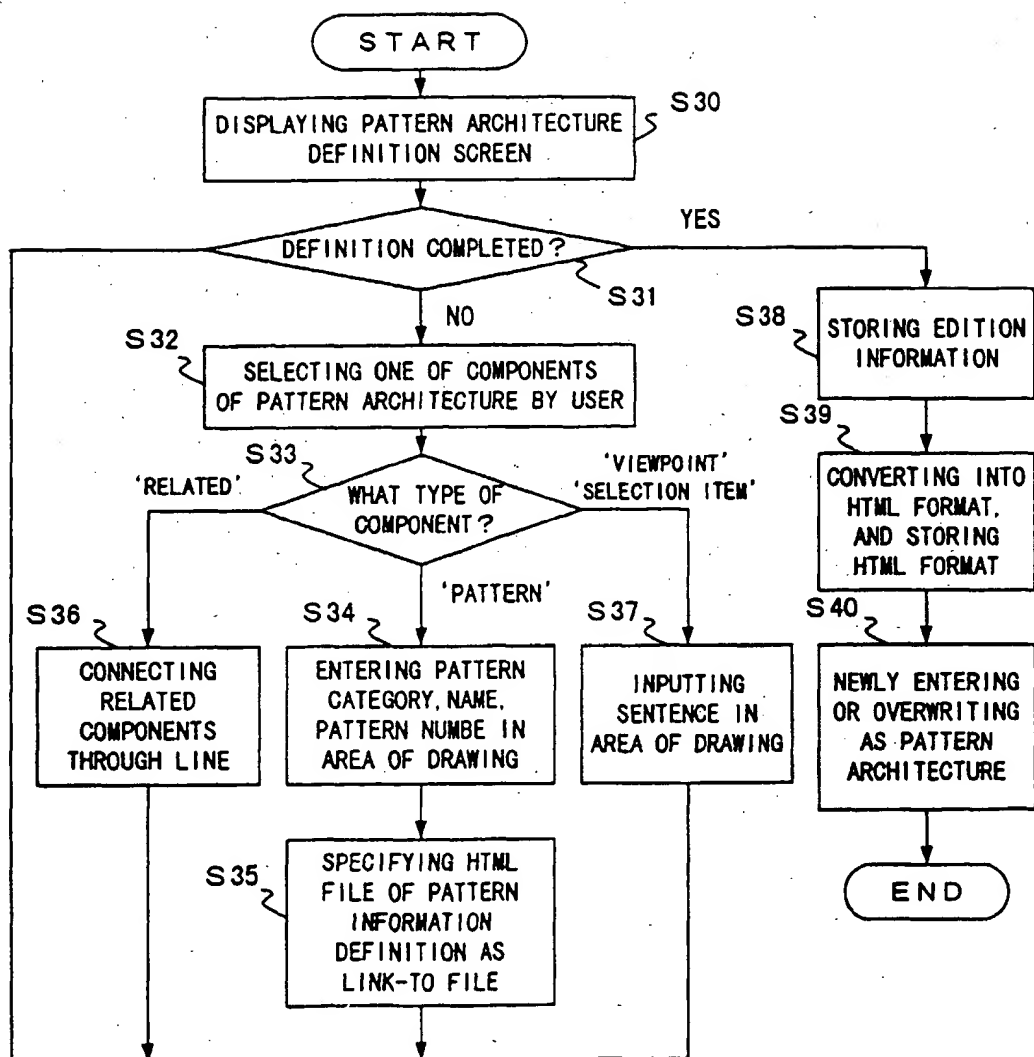 START
S30
DISPLAYING PATTERN ARCHITECTURE
DEFINITION SCREEN
YES
DEFINITION COMPLETED?
S31
NO
S32
SELECTING ONE OF COMPONENTS
OF PATTERN ARCHITECTURE BY USER
S38
STORING EDITION
INFORMATION
S33
'RELATED'
WHAT TYPE OF
COMPONENT?
'VIEWPOINT'
'SELECTION ITEM'
'PATTERN'
S39
CONVERTING INTO
HTML FORMAT,
AND STORING
HTML FORMAT
S36
CONNECTING
RELATED
COMPONENTS
THROUGH LINE
S34
ENTERING PATTERN
CATEGORY, NAME,
PATTERN NUMBE IN
AREA OF DRAWING
S37
INPUTTING
SENTENCE IN
AREA OF DRAWING
S40
NEWLY ENTERING
OR OVERWRITING
AS PATTERN
ARCHITECTURE
S35
SPECIFYING HTML
FILE OF PATTERN
INFORMATION
DEFINITION AS
LINK-TO FILE
END